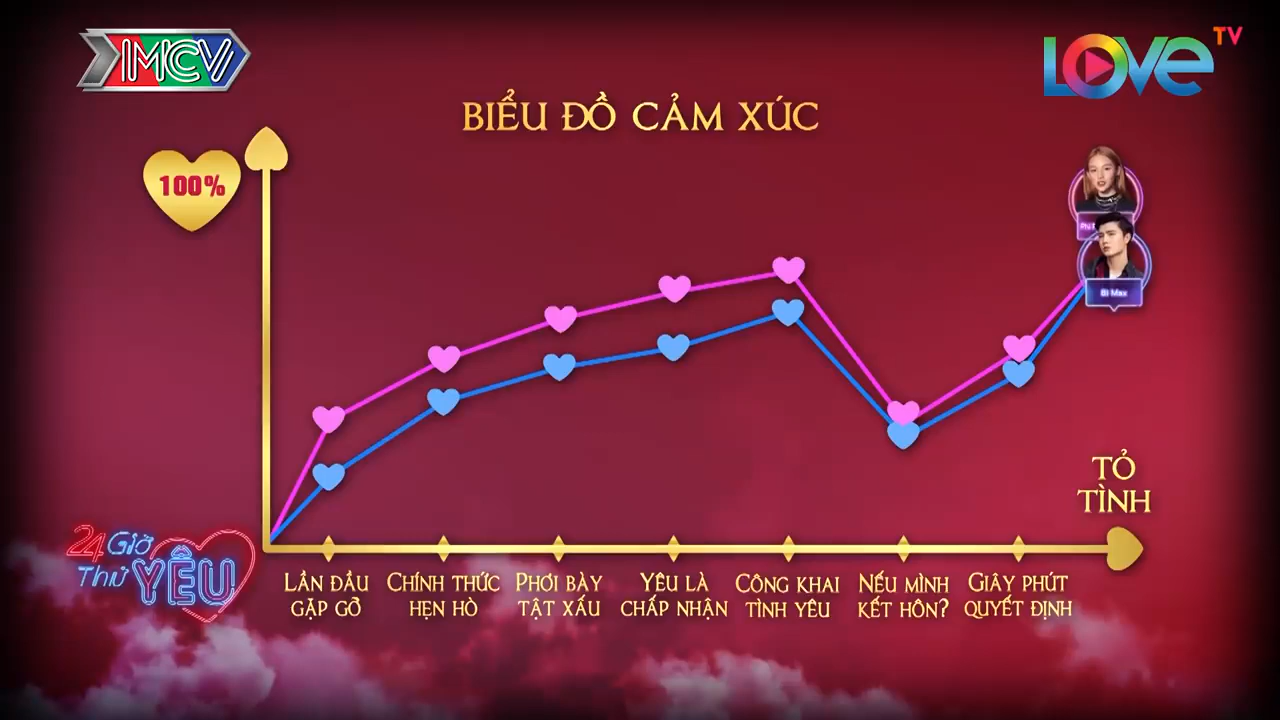 MCV
LOVE TV
BIỂU ĐỒ CẢM XÚC
100%
Bi Max
TỎ
TÌNH
24 GIỜ
THỬ YÊU
LẦN ĐẦU
GẶP GỠ
CHÍNH THỨC
HẸN HÒ
PHƠI BÀY
TẬT XẤU
YÊU LÀ
CHẤP NHẬN
CÔNG KHAI
TÌNH YÊU
NẾU MÌNH
KẾT HÔN?
GIÂY PHÚT
QUYẾT ĐỊNH